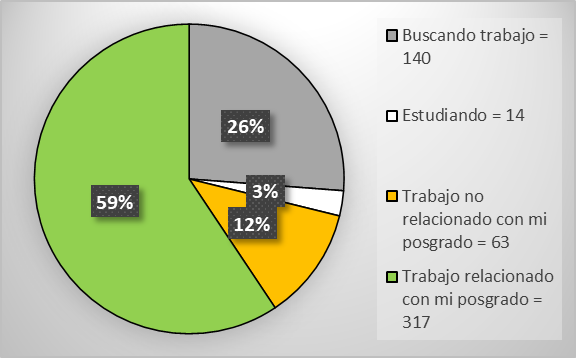 Buscando trabajo =
140
26%
Estudiando = 14
3%
59%
12%
Trabajo no
relacionado con mi
posgrado = 63
Trabajo relacionado
con mi posgrado =
317